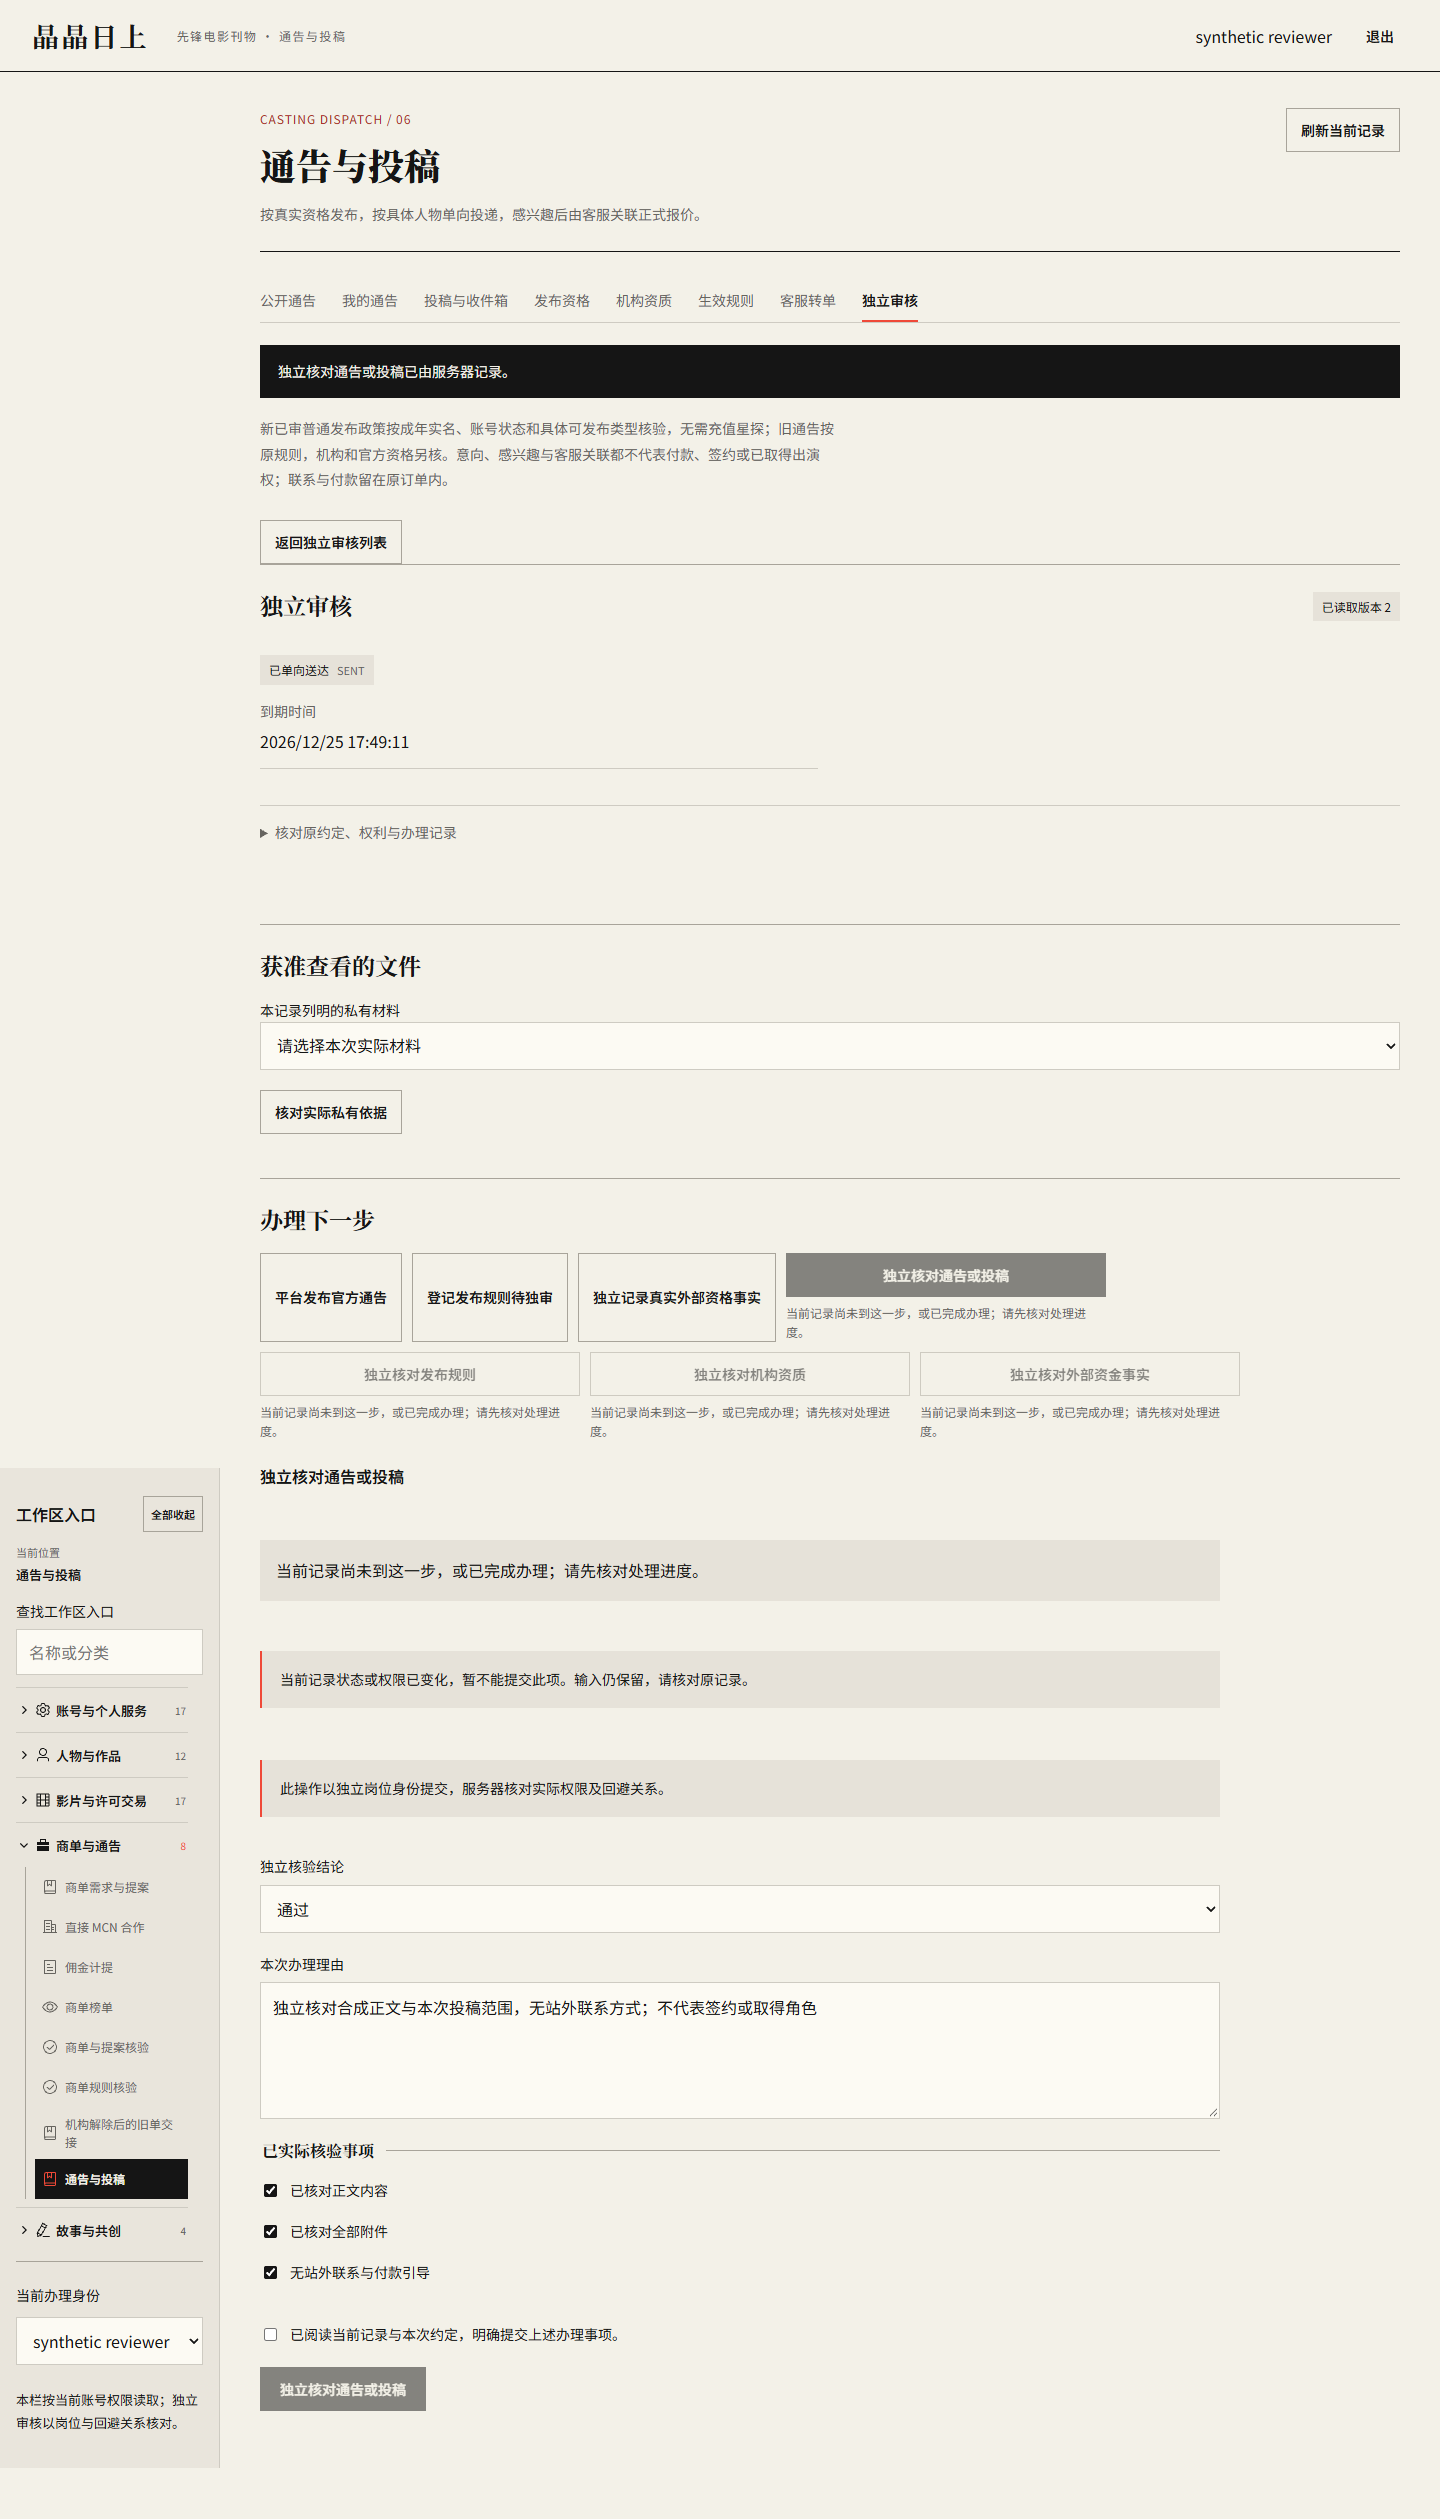 晶晶日上
先锋电影刊物 · 通告与投稿
synthetic reviewer
退出
CASTING DISPATCH / 06
通告与投稿
刷新当前记录
按真实资格发布，按具体人物单向投递，感兴趣后由客服关联正式报价。
公开通告
我的通告
投稿与收件箱
发布资格
机构资质
生效规则
客服转单
独立审核
独立核对通告或投稿已由服务器记录。
新已审普通发布政策按成年实名、账号状态和具体可发布类型核验，无需充值星探；旧通告按
原规则，机构和官方资格另核。意向、感兴趣与客服关联都不代表付款、签约或已取得出演
权；联系与付款留在原订单内。
返回独立审核列表
独立审核
已读取版本 2
已单向送达 SENT
到期时间
2026/12/25 17:49:11
核对原约定、权利与办理记录
获准查看的文件
本记录列明的私有材料
请选择本次实际材料
核对实际私有依据
办理下一步
平台发布官方通告
登记发布规则待独审
独立记录真实外部资格事实
独立核对通告或投稿
当前记录尚未到这一步，或已完成办理；请先核对处理进
度。
独立核对发布规则
当前记录尚未到这一步，或已完成办理；请先核对处理进
度。
独立核对机构资质
当前记录尚未到这一步，或已完成办理；请先核对处理进
度。
独立核对外部资金事实
当前记录尚未到这一步，或已完成办理；请先核对处理进
度。
独立核对通告或投稿
当前记录尚未到这一步，或已完成办理；请先核对处理进度。
当前记录状态或权限已变化，暂不能提交此项。输入仍保留，请核对原记录。
此操作以独立岗位身份提交，服务器核对实际权限及回避关系。
独立核验结论
通过
本次办理理由
独立核对合成正文与本次投稿范围，无站外联系方式；不代表签约或取得角色
已实际核验事项
已核对正文内容
已核对全部附件
无站外联系与付款引导
已阅读当前记录与本次约定，明确提交上述办理事项。
独立核对通告或投稿
工作区入口
全部收起
当前位置
通告与投稿
查找工作区入口
名称或分类
账号与个人服务 17
人物与作品 12
影片与许可交易 17
商单与通告 8
商单需求与提案
直接 MCN 合作
佣金计提
商单榜单
商单与提案核验
商单规则核验
机构解除后的旧单交
接
通告与投稿
故事与共创 4
当前办理身份
synthetic reviewer
本栏按当前账号权限读取；独立
审核以岗位与回避关系核对。